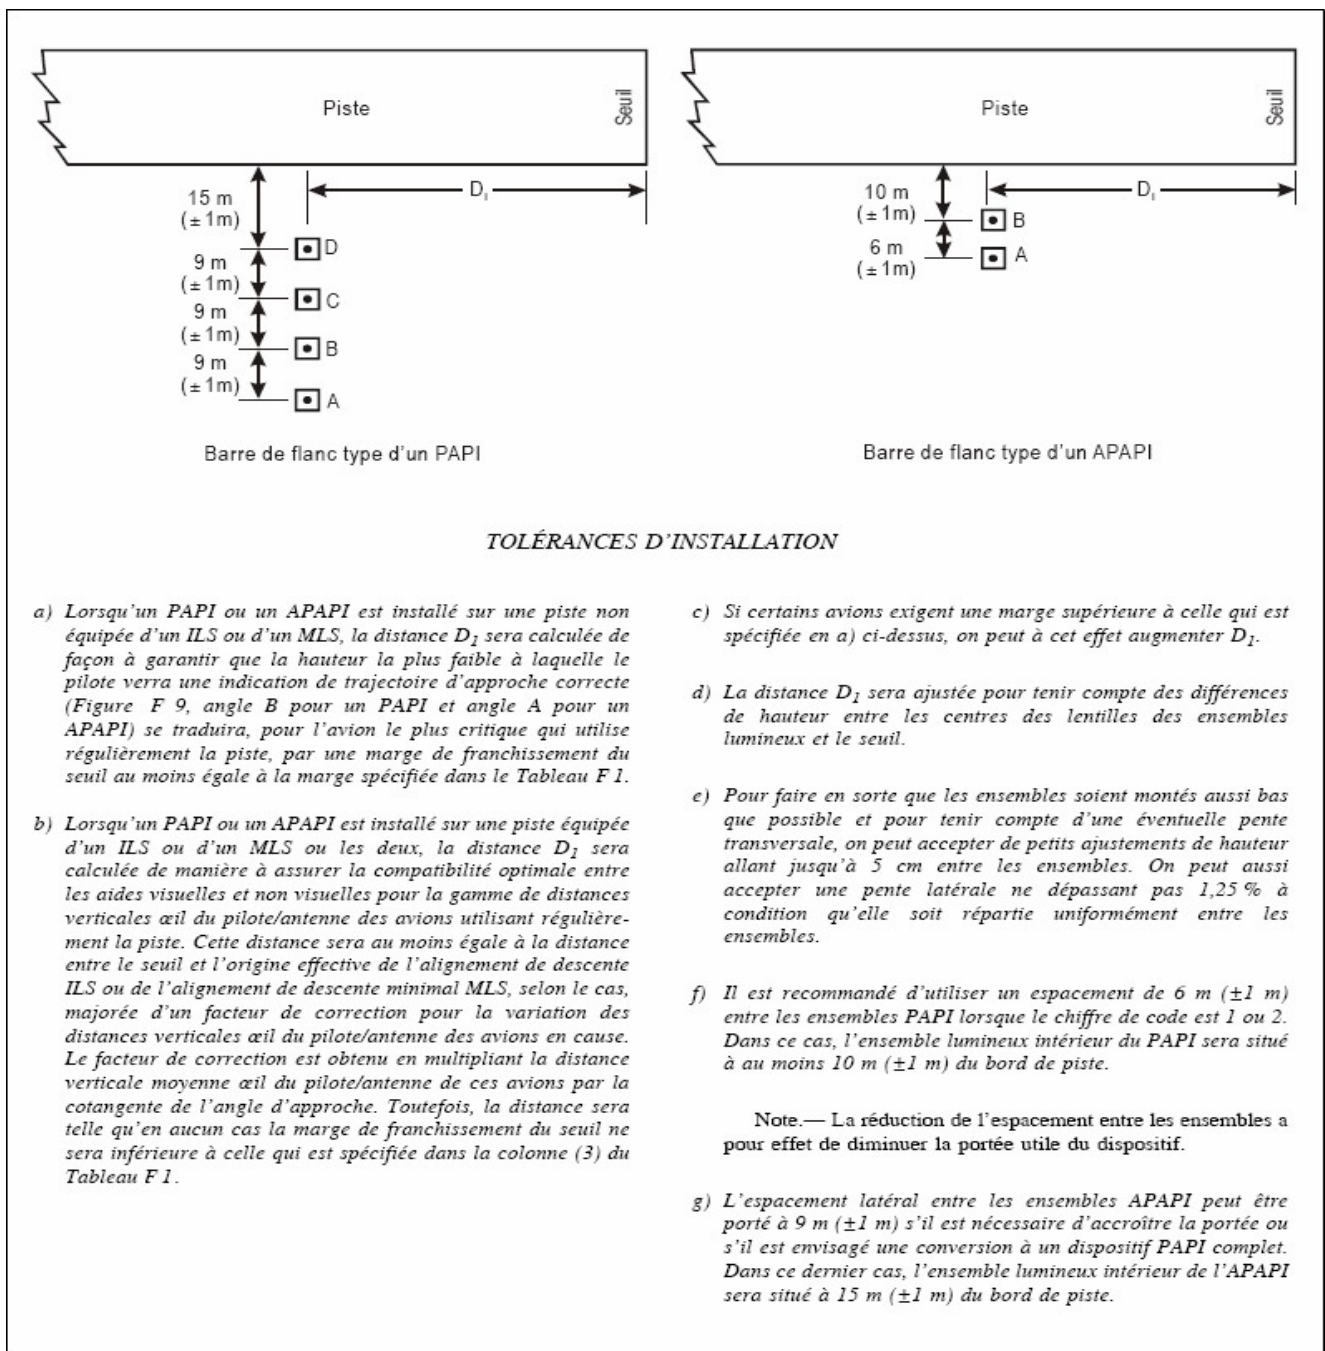 Piste
Seuil
15 m
(± 1m)
D₁
D
9 m
(± 1m)
C
9 m
(± 1m)
B
9 m
(± 1m)
A
Barre de flanc type d'un PAPI
Piste
Seuil
10 m
(± 1m)
D₁
B
6 m
(± 1m)
A
Barre de flanc type d'un APAPI
TOLÉRANCES D'INSTALLATION
a) Lorsqu'un PAPI ou un APAPI est installé sur une piste non
équipée d'un ILS ou d'un MLS, la distance D₁ sera calculée de
façon à garantir que la hauteur la plus faible à laquelle le
pilote verra une indication de trajectoire d'approche correcte
(Figure F 9, angle B pour un PAPI et angle A pour un
APAPI) se traduira, pour l'avion le plus critique qui utilise
régulièrement la piste, par une marge de franchissement du
seuil au moins égale à la marge spécifiée dans le Tableau F 1.
b) Lorsqu'un PAPI ou un APAPI est installé sur une piste équipée
d'un ILS ou d'un MLS ou les deux, la distance D₁ sera
calculée de manière à assurer la compatibilité optimale entre
les aides visuelles et non visuelles pour la gamme de distances
verticales œil du pilote/antenne des avions utilisant régulière-
ment la piste. Cette distance sera au moins égale à la distance
entre le seuil et l'origine effective de l'alignement de descente
ILS ou de l'alignement de descente minimal MLS, selon le cas,
majorée d'un facteur de correction pour la variation des
distances verticales œil du pilote/antenne des avions en cause.
Le facteur de correction est obtenu en multipliant la distance
verticale moyenne œil du pilote/antenne de ces avions par la
cotangente de l'angle d'approche. Toutefois, la distance sera
telle qu'en aucun cas la marge de franchissement du seuil ne
sera inférieure à celle qui est spécifiée dans la colonne (3) du
Tableau F 1.
c) Si certains avions exigent une marge supérieure à celle qui est
spécifiée en a) ci-dessus, on peut à cet effet augmenter D₁.
d) La distance D₁ sera ajustée pour tenir compte des différences
de hauteur entre les centres des lentilles des ensembles
lumineux et le seuil.
e) Pour faire en sorte que les ensembles soient montés aussi bas
que possible et pour tenir compte d'une éventuelle pente
transversale, on peut accepter de petits ajustements de hauteur
allant jusqu'à 5 cm entre les ensembles. On peut aussi
accepter une pente latérale ne dépassant pas 1,25 % à
condition qu'elle soit répartie uniformément entre les
ensembles.
f) Il est recommandé d'utiliser un espacement de 6 m (±1 m)
entre les ensembles PAPI lorsque le chiffre de code est 1 ou 2.
Dans ce cas, l'ensemble lumineux intérieur du PAPI sera situé
à au moins 10 m (±1 m) du bord de piste.
Note.— La réduction de l'espacement entre les ensembles a
pour effet de diminuer la portée utile du dispositif.
g) L'espacement latéral entre les ensembles APAPI peut être
porté à 9 m (±1 m) s'il est nécessaire d'accroître la portée ou
s'il est envisagé une conversion à un dispositif PAPI complet.
Dans ce dernier cas, l'ensemble lumineux intérieur de l'APAPI
sera situé à 15 m (±1 m) du bord de piste.